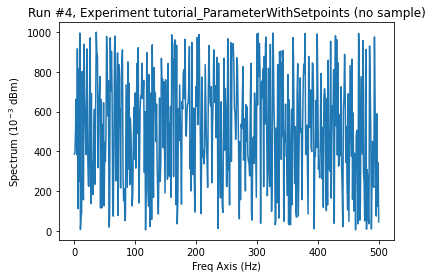 Run #4, Experiment tutorial_ParameterWithSetpoints (no sample)
1000
800
600
400
200
0
Spectrum (10⁻³ dBm)
0 100 200 300 400 500
Freq Axis (Hz)